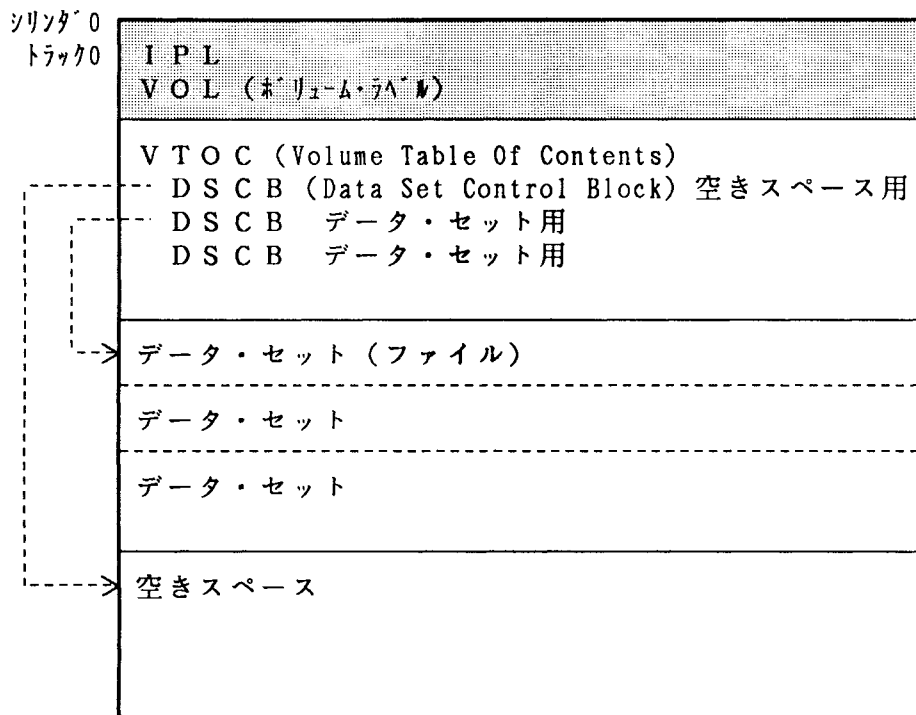 シリンダ 0
トラック0
IPL
VOL (ボリューム・ラベル)
VTOC (Volume Table Of Contents)
DSCB (Data Set Control Block) 空きスペース用
DSCB データ・セット用
DSCB データ・セット用
データ・セット (ファイル)
データ・セット
データ・セット
空きスペース